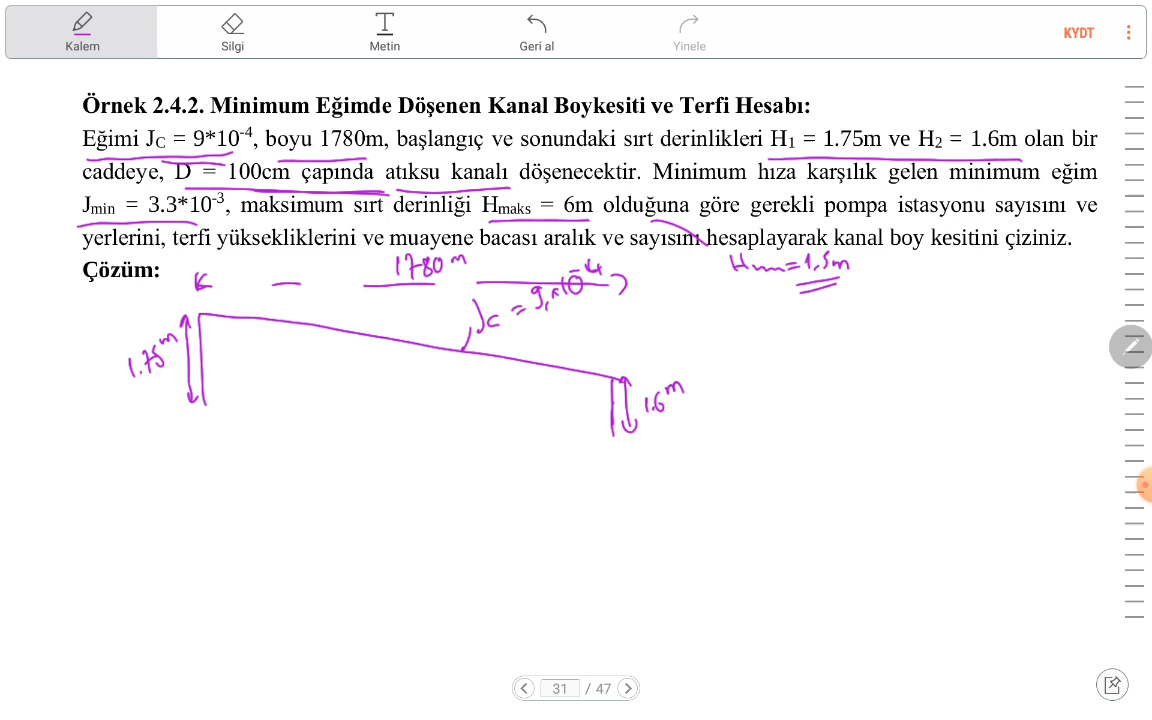 Kalem
Silgi
Metin
Geri al
Yinele
KYDT
Örnek 2.4.2. Minimum Eğimde Döşenen Kanal Boykesiti ve Terfi Hesabı:
Eğimi JC = 9*10-4, boyu 1780m, başlangıç ve sonundaki sırt derinlikleri H1 = 1.75m ve H2 = 1.6m olan bir
caddeye, D = 100cm çapında atıksu kanalı döşenecektir. Minimum hıza karşılık gelen minimum eğim
Jmin = 3.3*10-3, maksimum sırt derinliği Hmaks = 6m olduğuna göre gerekli pompa istasyonu sayısını ve
yerlerini, terfi yüksekliklerini ve muayene bacası aralık ve sayısını hesaplayarak kanal boy kesitini çiziniz.
Çözüm:
1780 m
= 1,5m
Jc = 9,*10-4
1.75m
1.6m
31 / 47